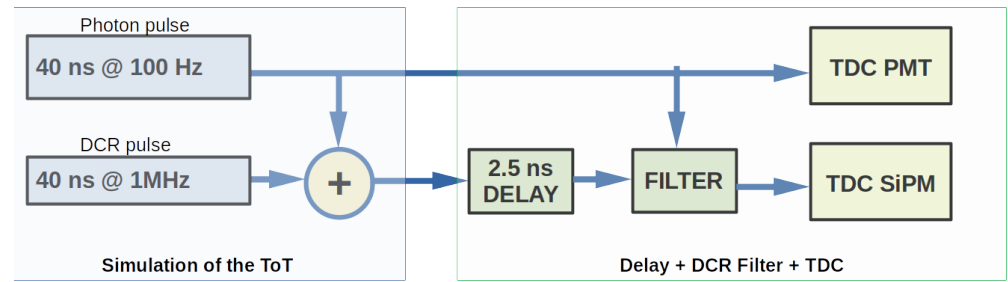 Photon pulse
40 ns @ 100 Hz
TDC PMT
DCR pulse
40 ns @ 1MHz
+
2.5 ns
DELAY
FILTER
TDC SiPM
Simulation of the ToT
Delay + DCR Filter + TDC